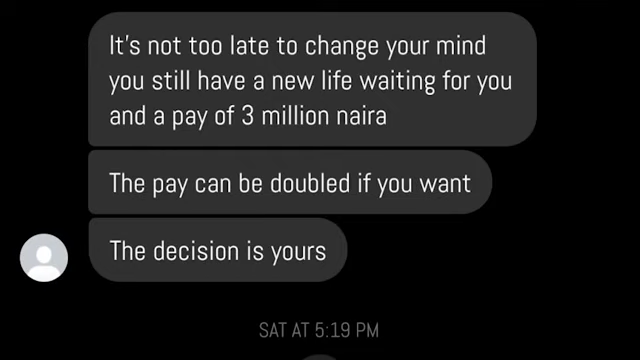 It's not too late to change your mind
you still have a new life waiting for you
and a pay of 3 million naira
The pay can be doubled if you want
The decision is yours
SAT AT 5:19 PM